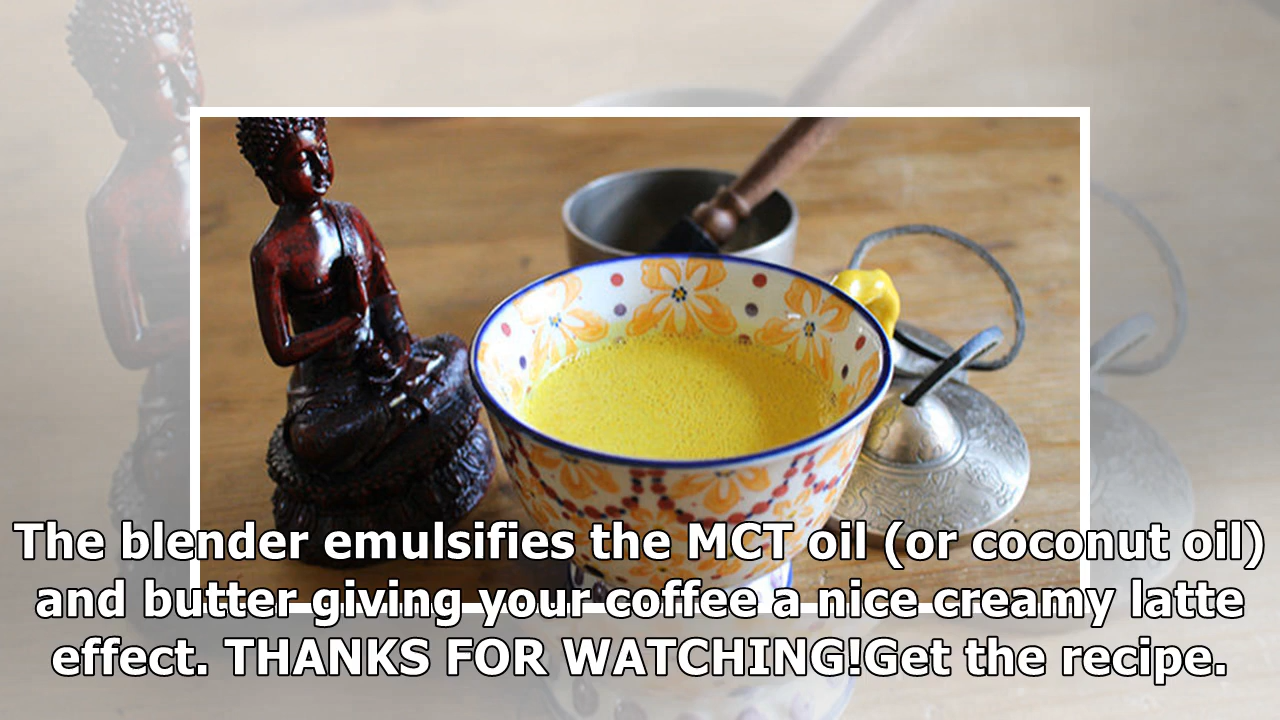 The blender emulsifies the MCT oil (or coconut oil)
and butter giving your coffee a nice creamy latte
effect. THANKS FOR WATCHING!Get the recipe.